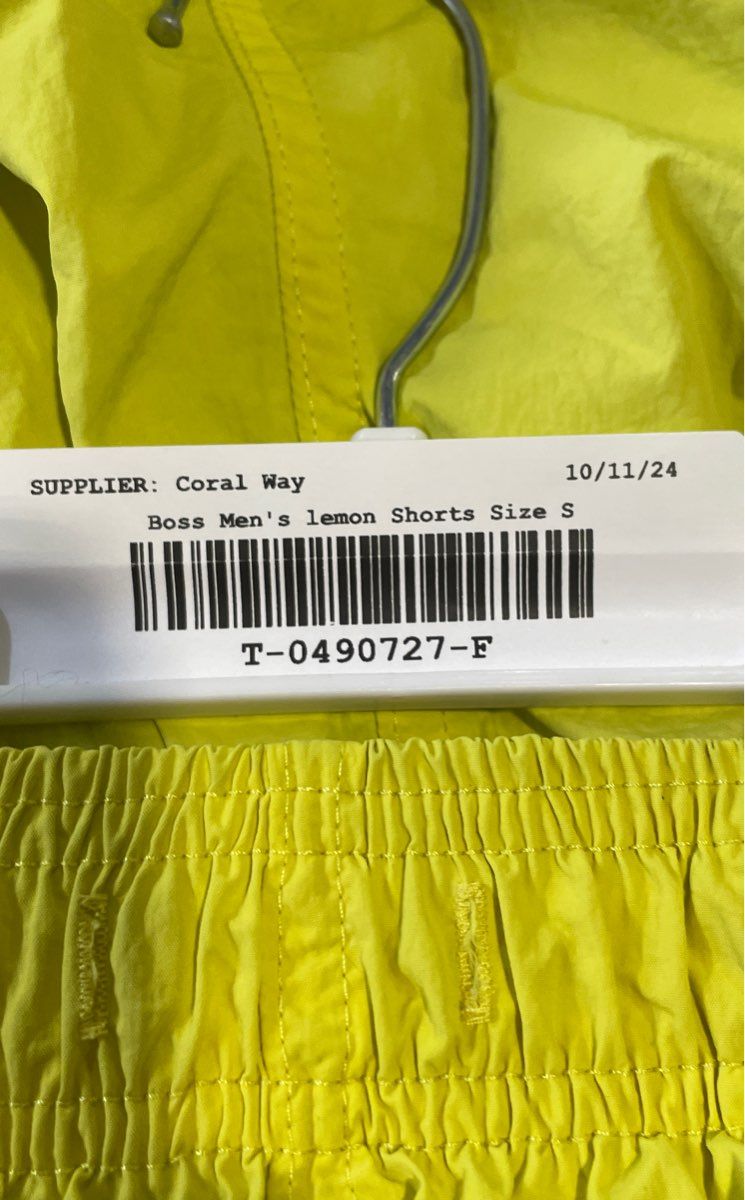 SUPPLIER: Coral Way 10/11/24
Boss Men's lemon Shorts Size S
T-0490727-F